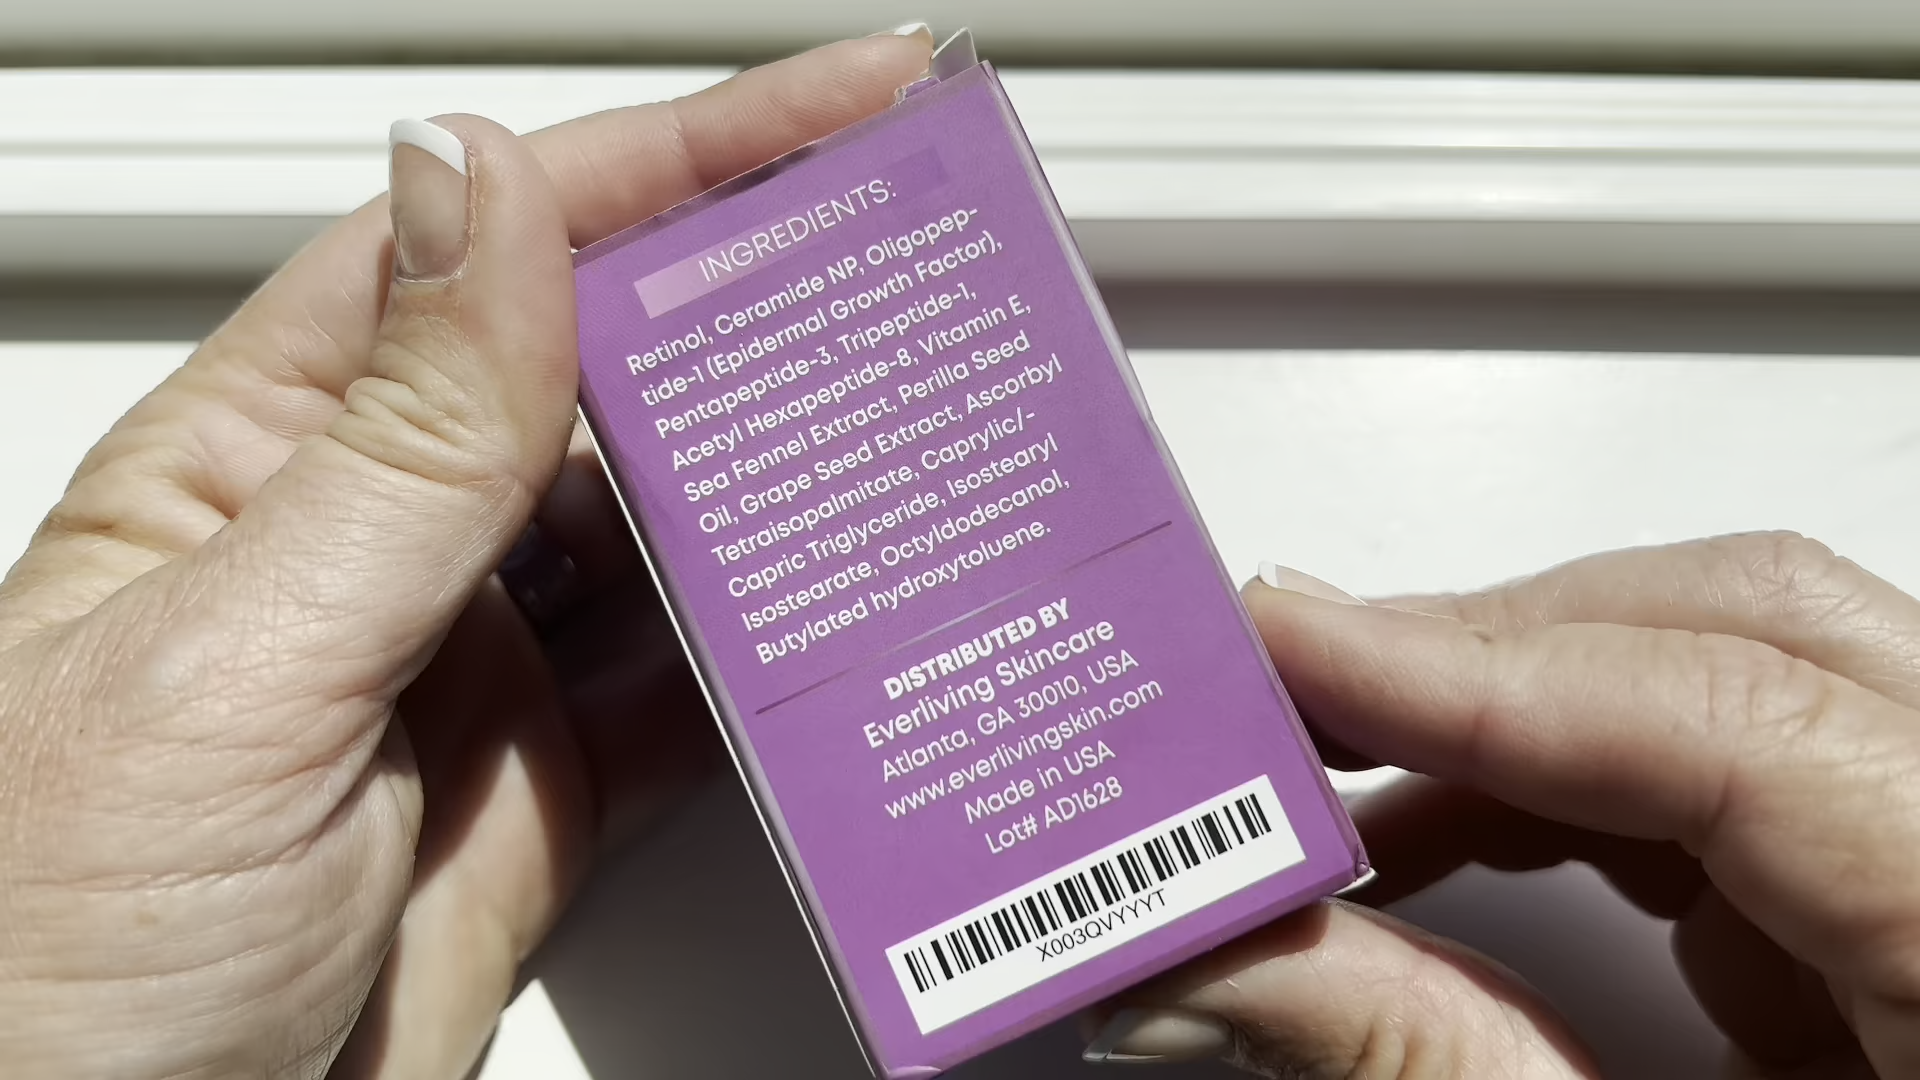 INGREDIENTS:
Retinol, Ceramide NP, Oligopep-
tide-1 (Epidermal Growth Factor),
Pentapeptide-3, Tripeptide-1,
Acetyl Hexapeptide-8, Vitamin E,
Sea Fennel Extract, Perilla Seed
Oil, Grape Seed Extract, Ascorbyl
Tetraisopalmitate, Caprylic/-
Capric Triglyceride, Isostearyl
Isostearate, Octyldodecanol,
Butylated hydroxytoluene.
DISTRIBUTED BY
Everliving Skincare
Atlanta, GA 30010, USA
www.everlivingskin.com
Made in USA
Lot# AD1628
X003QVYYYT